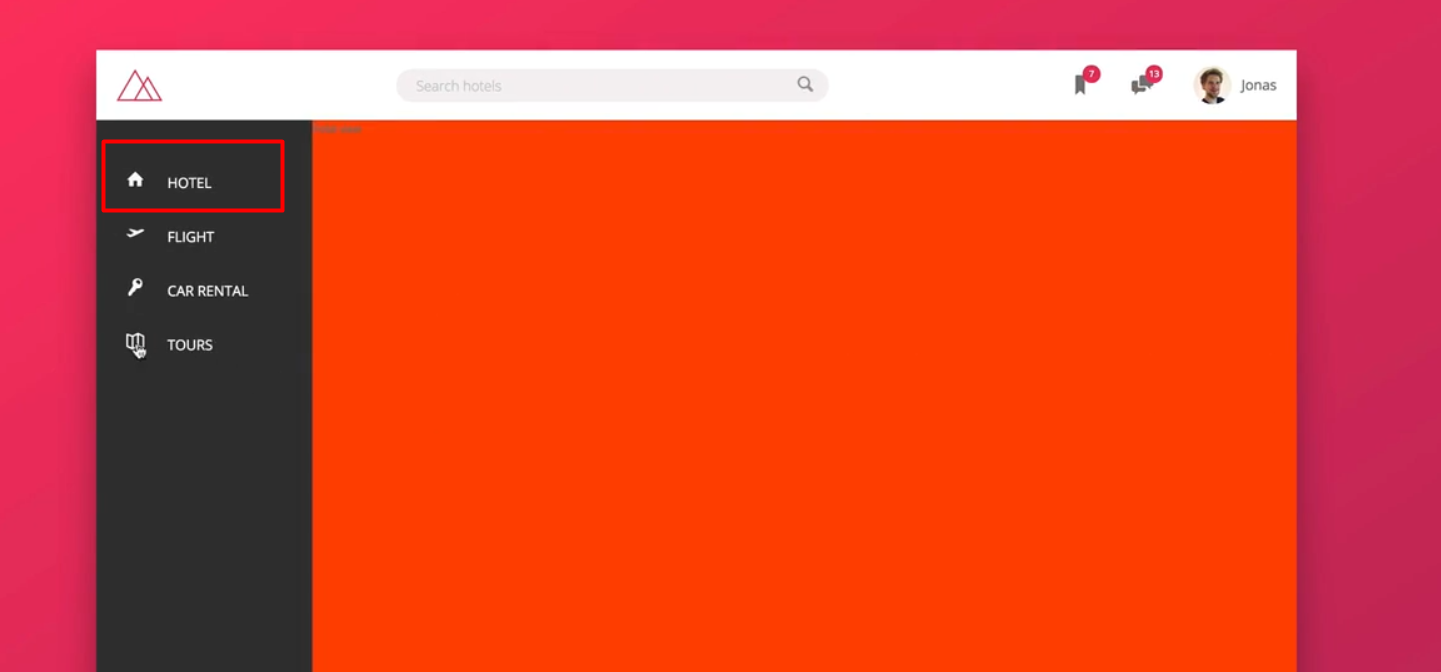 Search hotels
7
13
Jonas
HOTEL
FLIGHT
CAR RENTAL
TOURS